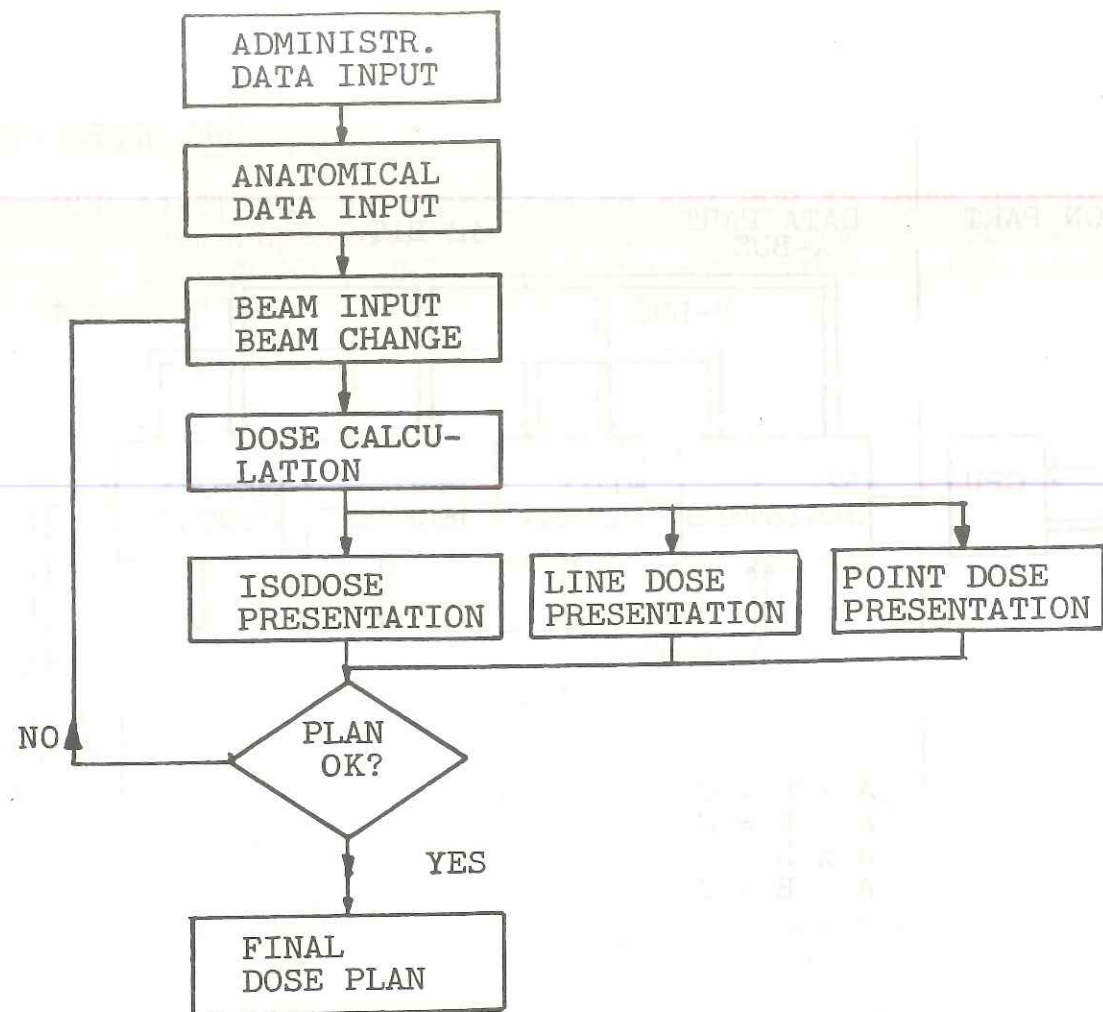 ADMINISTR.
DATA INPUT
ANATOMICAL
DATA INPUT
BEAM INPUT
BEAM CHANGE
DOSE CALCU-
LATION
ISODOSE
PRESENTATION
LINE DOSE
PRESENTATION
POINT DOSE
PRESENTATION
PLAN
OK?
NO
YES
FINAL
DOSE PLAN